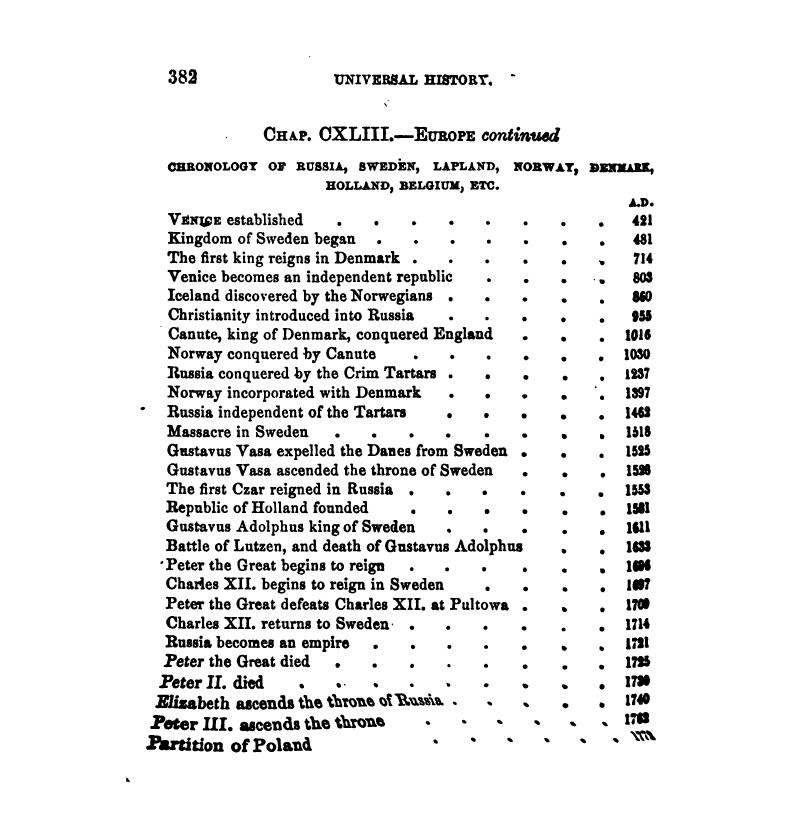 382 UNIVERSAL HISTORY.
CHAP. CXLIII.—EUROPE continued
CHRONOLOGY OF RUSSIA, SWEDEN, LAPLAND, NORWAY, DENMARK,
HOLLAND, BELGIUM, ETC.
A.D.
VENICE established . . . . . . . . 421
Kingdom of Sweden began . . . . . . . 481
The first king reigns in Denmark . . . . . . 714
Venice becomes an independent republic . . . . 803
Iceland discovered by the Norwegians . . . . . 860
Christianity introduced into Russia . . . . . 955
Canute, king of Denmark, conquered England . . . 1016
Norway conquered by Canute . . . . . . 1030
Russia conquered by the Crim Tartars . . . . . 1237
Norway incorporated with Denmark . . . . . 1397
Russia independent of the Tartars . . . . . 1462
Massacre in Sweden . . . . . . . . 1518
Gustavus Vasa expelled the Danes from Sweden . . . 1525
Gustavus Vasa ascended the throne of Sweden . . . 1528
The first Czar reigned in Russia . . . . . . 1553
Republic of Holland founded . . . . . . 1581
Gustavus Adolphus king of Sweden . . . . . 1611
Battle of Lutzen, and death of Gustavus Adolphus . . 1633
Peter the Great begins to reign . . . . . . 1696
Charles XII. begins to reign in Sweden . . . . 1697
Peter the Great defeats Charles XII. at Pultowa . . . 1709
Charles XII. returns to Sweden . . . . . . 1714
Russia becomes an empire . . . . . . . 1721
Peter the Great died . . . . . . . . 1725
Peter II. died . . . . . . . . . 1730
Elizabeth ascends the throne of Russia . . . . . 1740
Peter III. ascends the throne . . . . . . 1762
Partition of Poland . . . . . .